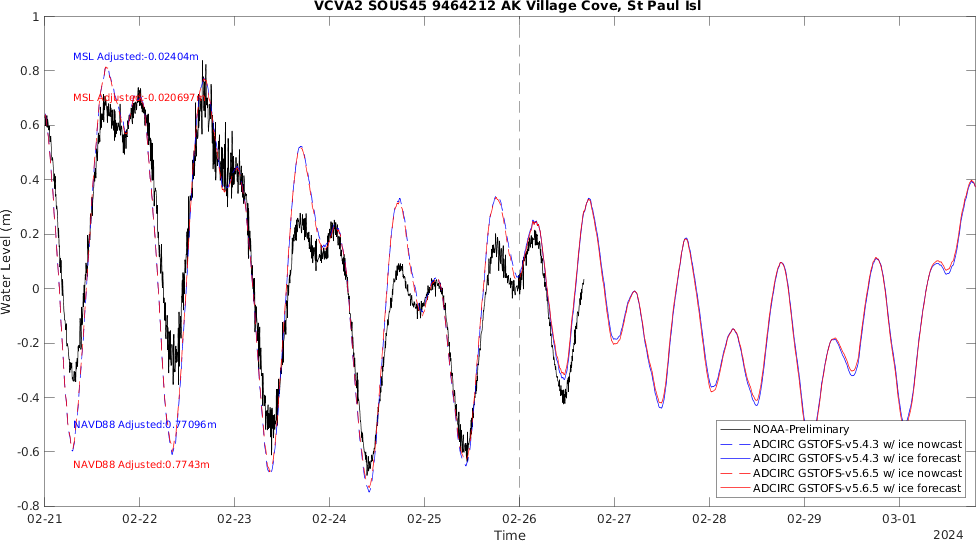 VCVA2 SOUS45 9464212 AK Village Cove, St Paul Isl
1
0.8
0.6
0.4
0.2
0
-0.2
-0.4
-0.6
-0.8
Water Level (m)
MSL Adjusted:-0.02404m
MSL Adjusted:-0.020697m
NAVD88 Adjusted:0.77096m
NAVD88 Adjusted:0.7743m
NOAA-Preliminary
ADCIRC GSTOFS-v5.4.3 w/ ice nowcast
ADCIRC GSTOFS-v5.4.3 w/ ice forecast
ADCIRC GSTOFS-v5.6.5 w/ ice nowcast
ADCIRC GSTOFS-v5.6.5 w/ ice forecast
02-21 02-22 02-23 02-24 02-25 02-26 02-27 02-28 02-29 03-01
Time
2024